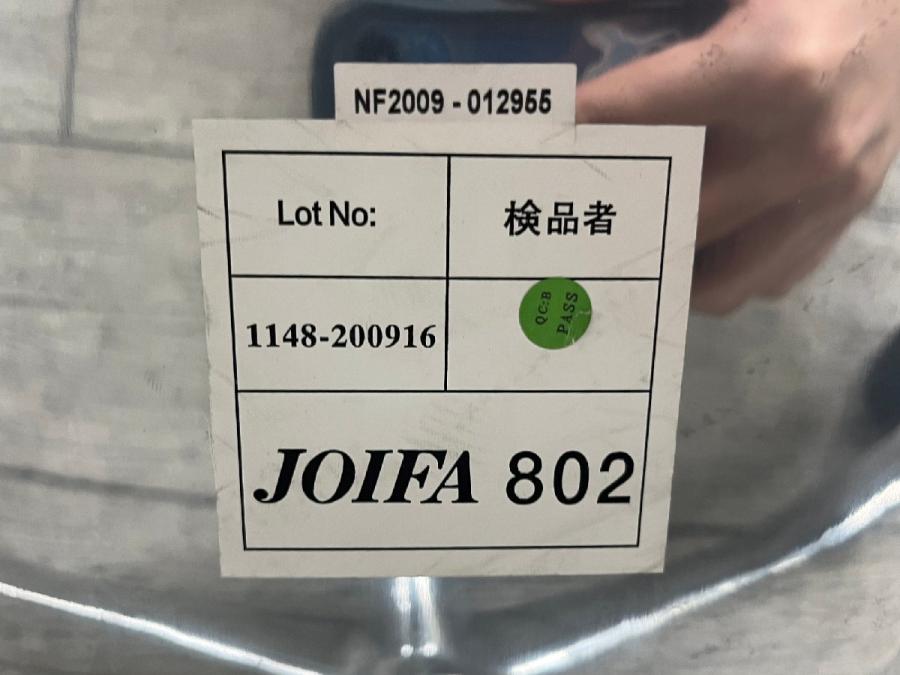 NF2009 - 012955
Lot No:
検品者
1148-200916
QC:B
PASS
JOIFA 802